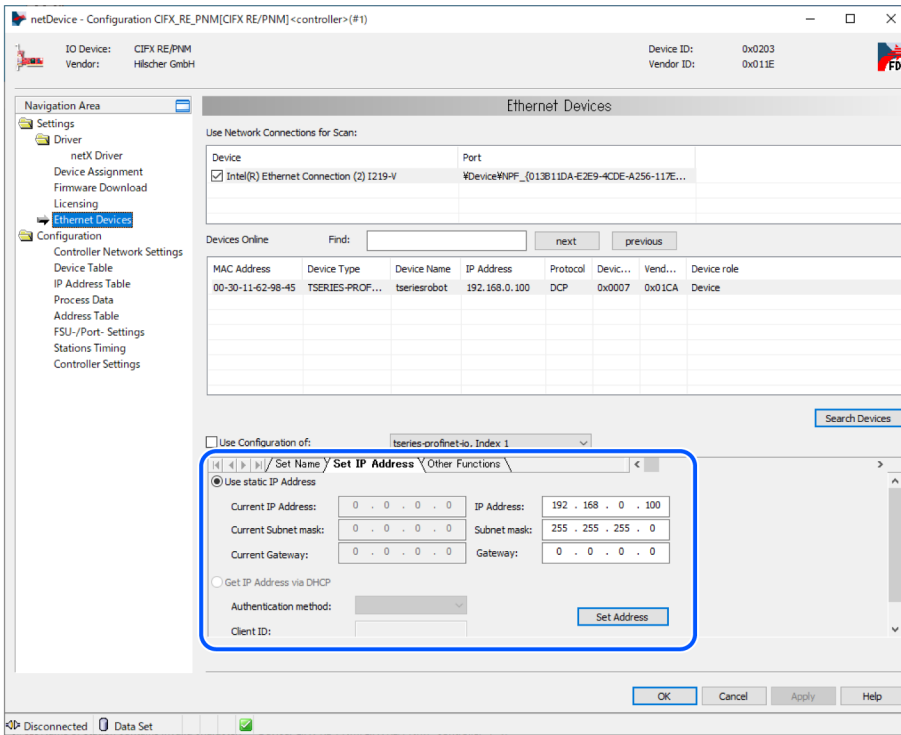 netDevice - Configuration CIFX_RE_PNM[CIFX RE/PNM]<controller>(#1)
IO Device: CIFX RE/PNM Device ID: 0x0203
Vendor: Hilscher GmbH Vendor ID: 0x011E
FD
Navigation Area
Settings
Driver
netX Driver
Device Assignment
Firmware Download
Licensing
Ethernet Devices
Configuration
Controller Network Settings
Device Table
IP Address Table
Process Data
Address Table
FSU-/Port- Settings
Stations Timing
Controller Settings
Ethernet Devices
Use Network Connections for Scan:
Device Port
Intel(R) Ethernet Connection (2) I219-V ¥Device¥NPF_{013B11DA-E2E9-4CDE-A256-117E...
Devices Online Find: next previous
MAC Address Device Type Device Name IP Address Protocol Devic... Vend... Device role
00-30-11-62-98-45 TSERIES-PROF... tseriesrobot 192.168.0.100 DCP 0x0007 0x01CA Device
Search Devices
Use Configuration of: tseries-profinet-io, Index 1
Set Name Set IP Address Other Functions
Use static IP Address
Current IP Address: 0 . 0 . 0 . 0 IP Address: 192 . 168 . 0 . 100
Current Subnet mask: 0 . 0 . 0 . 0 Subnet mask: 255 . 255 . 255 . 0
Current Gateway: 0 . 0 . 0 . 0 Gateway: 0 . 0 . 0 . 0
Get IP Address via DHCP
Authentication method:
Set Address
Client ID:
OK Cancel Apply Help
Disconnected Data Set